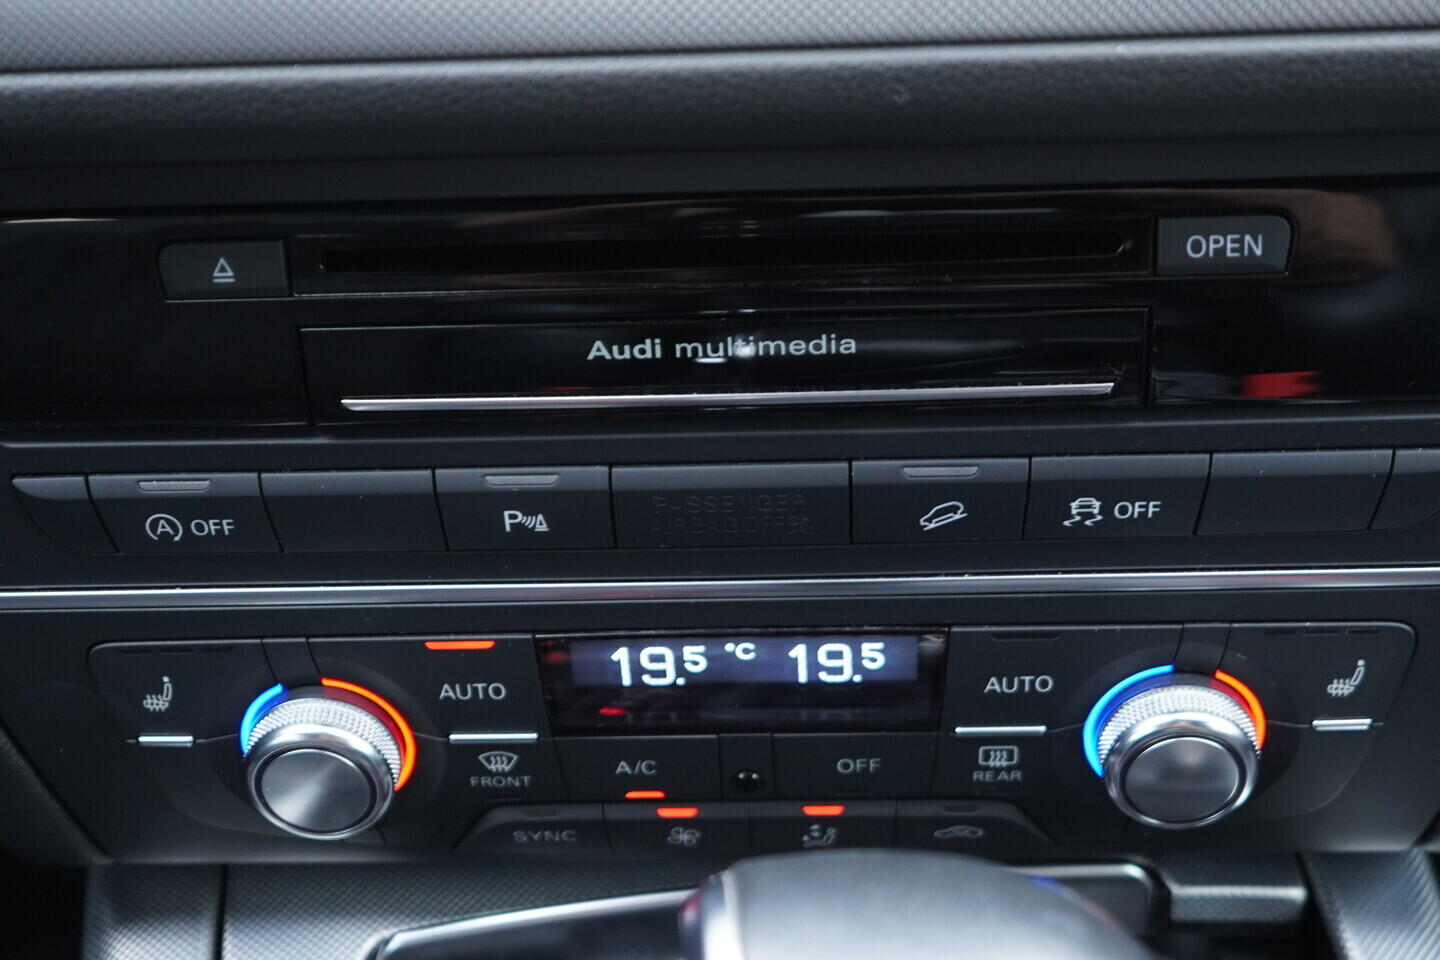 OPEN
Audi multimedia
A OFF
P
PASSENGER
AIRBAG OFF
OFF
19.5 °C 19.5
AUTO
AUTO
FRONT
A/C
OFF
REAR
SYNC